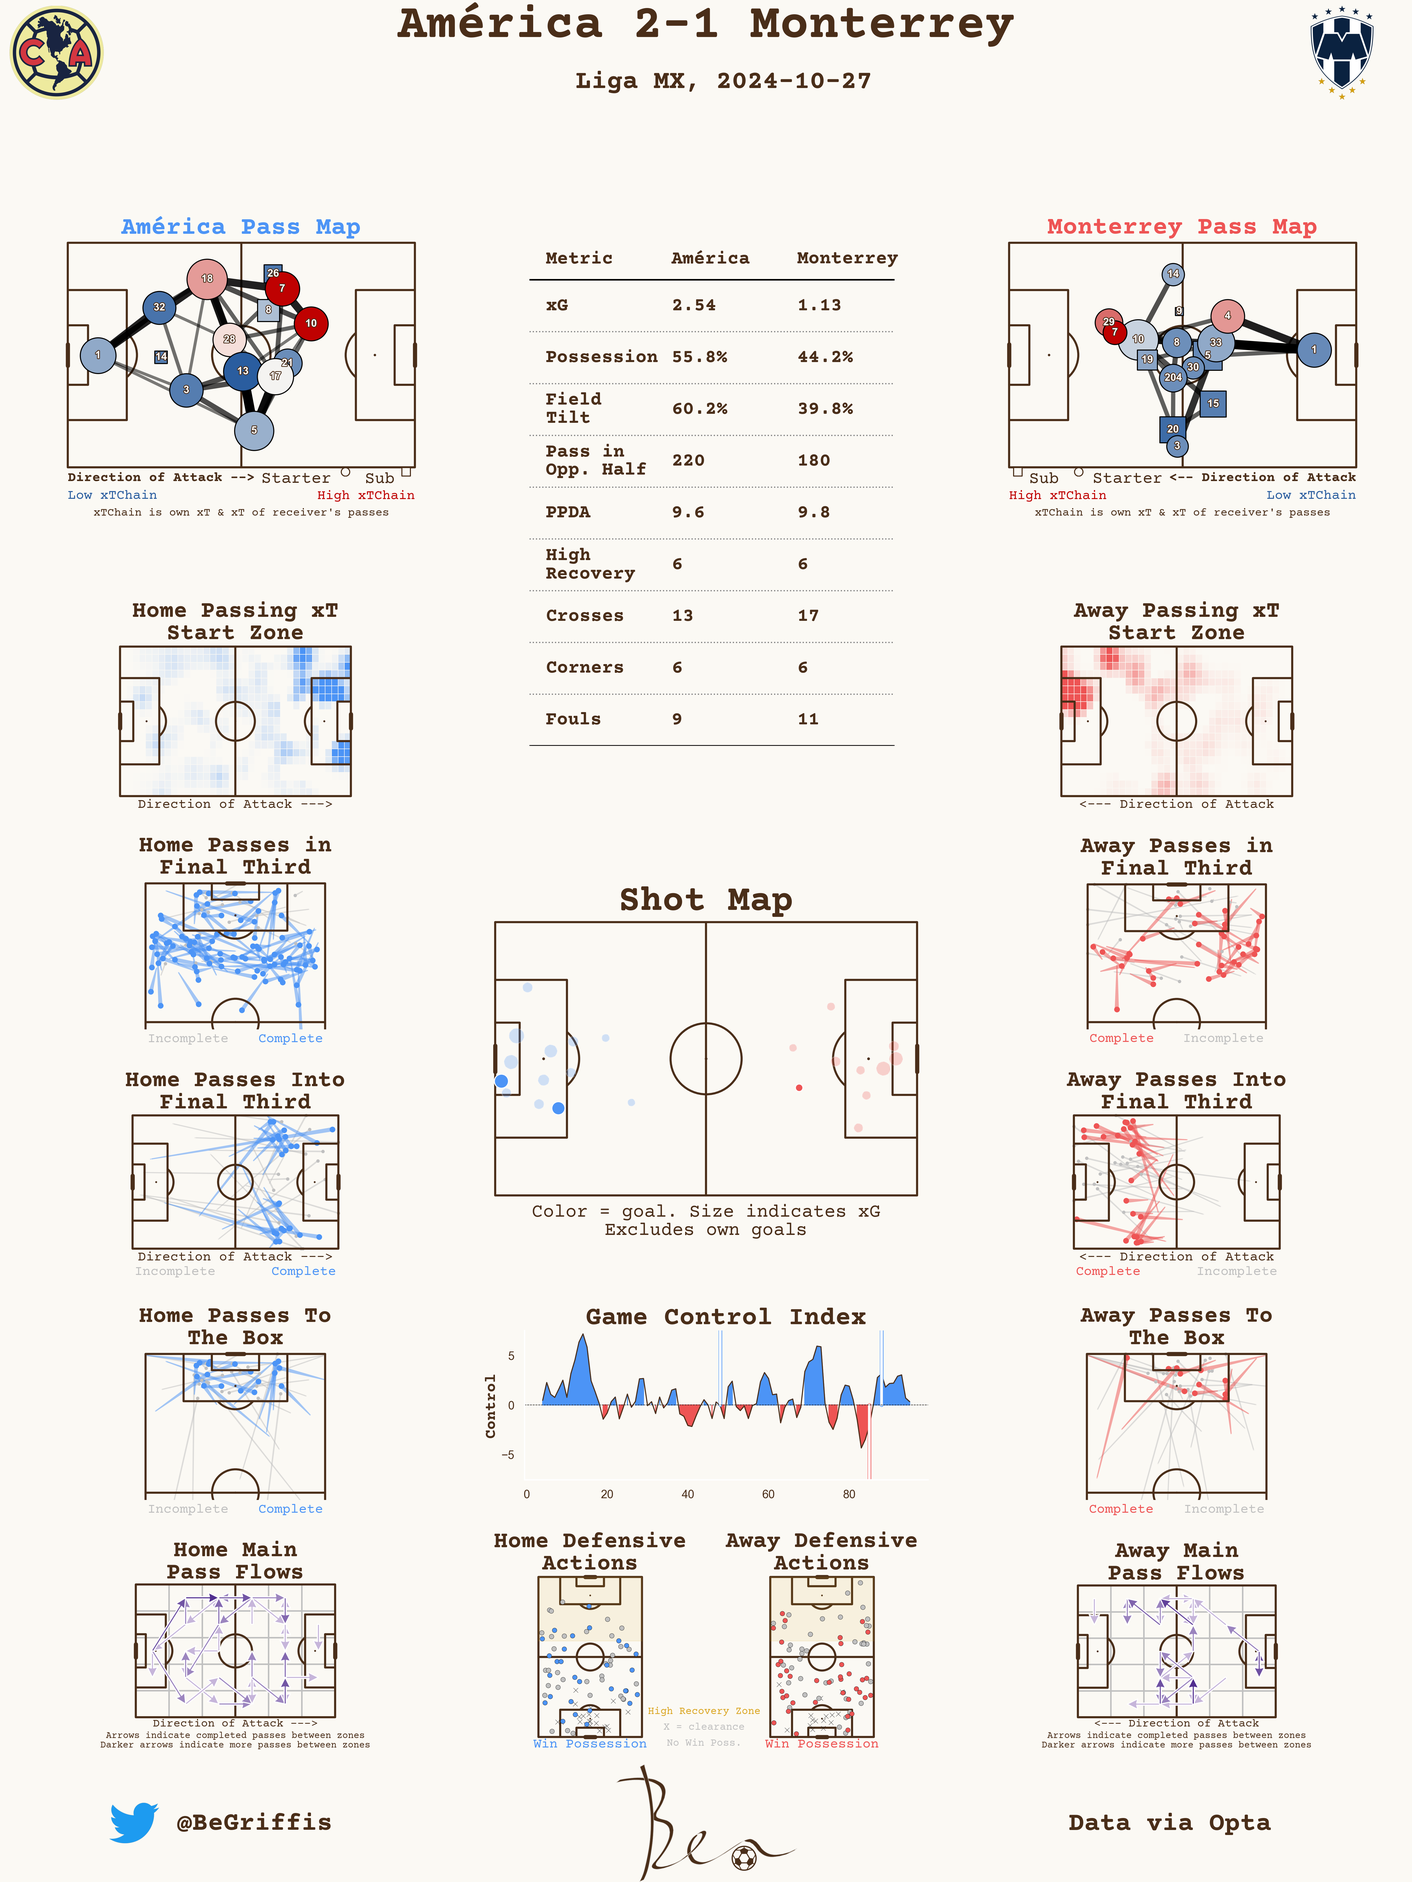 América 2-1 Monterrey
Liga MX, 2024-10-27
C A
M
América Pass Map
18
26
7
32
8
10
28
1
14
21
13
17
3
5
Direction of Attack --> Starter Sub
Low xTChain High xTChain
xTChain is own xT & xT of receiver's passes
Metric América Monterrey
xG 2.54 1.13
Possession 55.8% 44.2%
Field
Tilt 60.2% 39.8%
Pass in
Opp. Half 220 180
PPDA 9.6 9.8
High
Recovery 6 6
Crosses 13 17
Corners 6 6
Fouls 9 11
Monterrey Pass Map
14
9
29
4
7
10
8
33
1
19
5
30
204
15
20
3
Sub Starter <-- Direction of Attack
High xTChain Low xTChain
xTChain is own xT & xT of receiver's passes
Home Passing xT
Start Zone
Direction of Attack --->
Away Passing xT
Start Zone
<--- Direction of Attack
Home Passes in
Final Third
Incomplete Complete
Away Passes in
Final Third
Complete Incomplete
Shot Map
Color = goal. Size indicates xG
Excludes own goals
Home Passes Into
Final Third
Direction of Attack --->
Incomplete Complete
Away Passes Into
Final Third
<--- Direction of Attack
Complete Incomplete
Home Passes To
The Box
Incomplete Complete
Game Control Index
Control
5
0
−5
0 20 40 60 80
Away Passes To
The Box
Complete Incomplete
Home Main
Pass Flows
Direction of Attack --->
Arrows indicate completed passes between zones
Darker arrows indicate more passes between zones
Home Defensive
Actions
Win Possession
Away Defensive
Actions
Win Possession
High Recovery Zone
X = clearance
No Win Poss.
Away Main
Pass Flows
<--- Direction of Attack
Arrows indicate completed passes between zones
Darker arrows indicate more passes between zones
@BeGriffis
Ben
Data via Opta